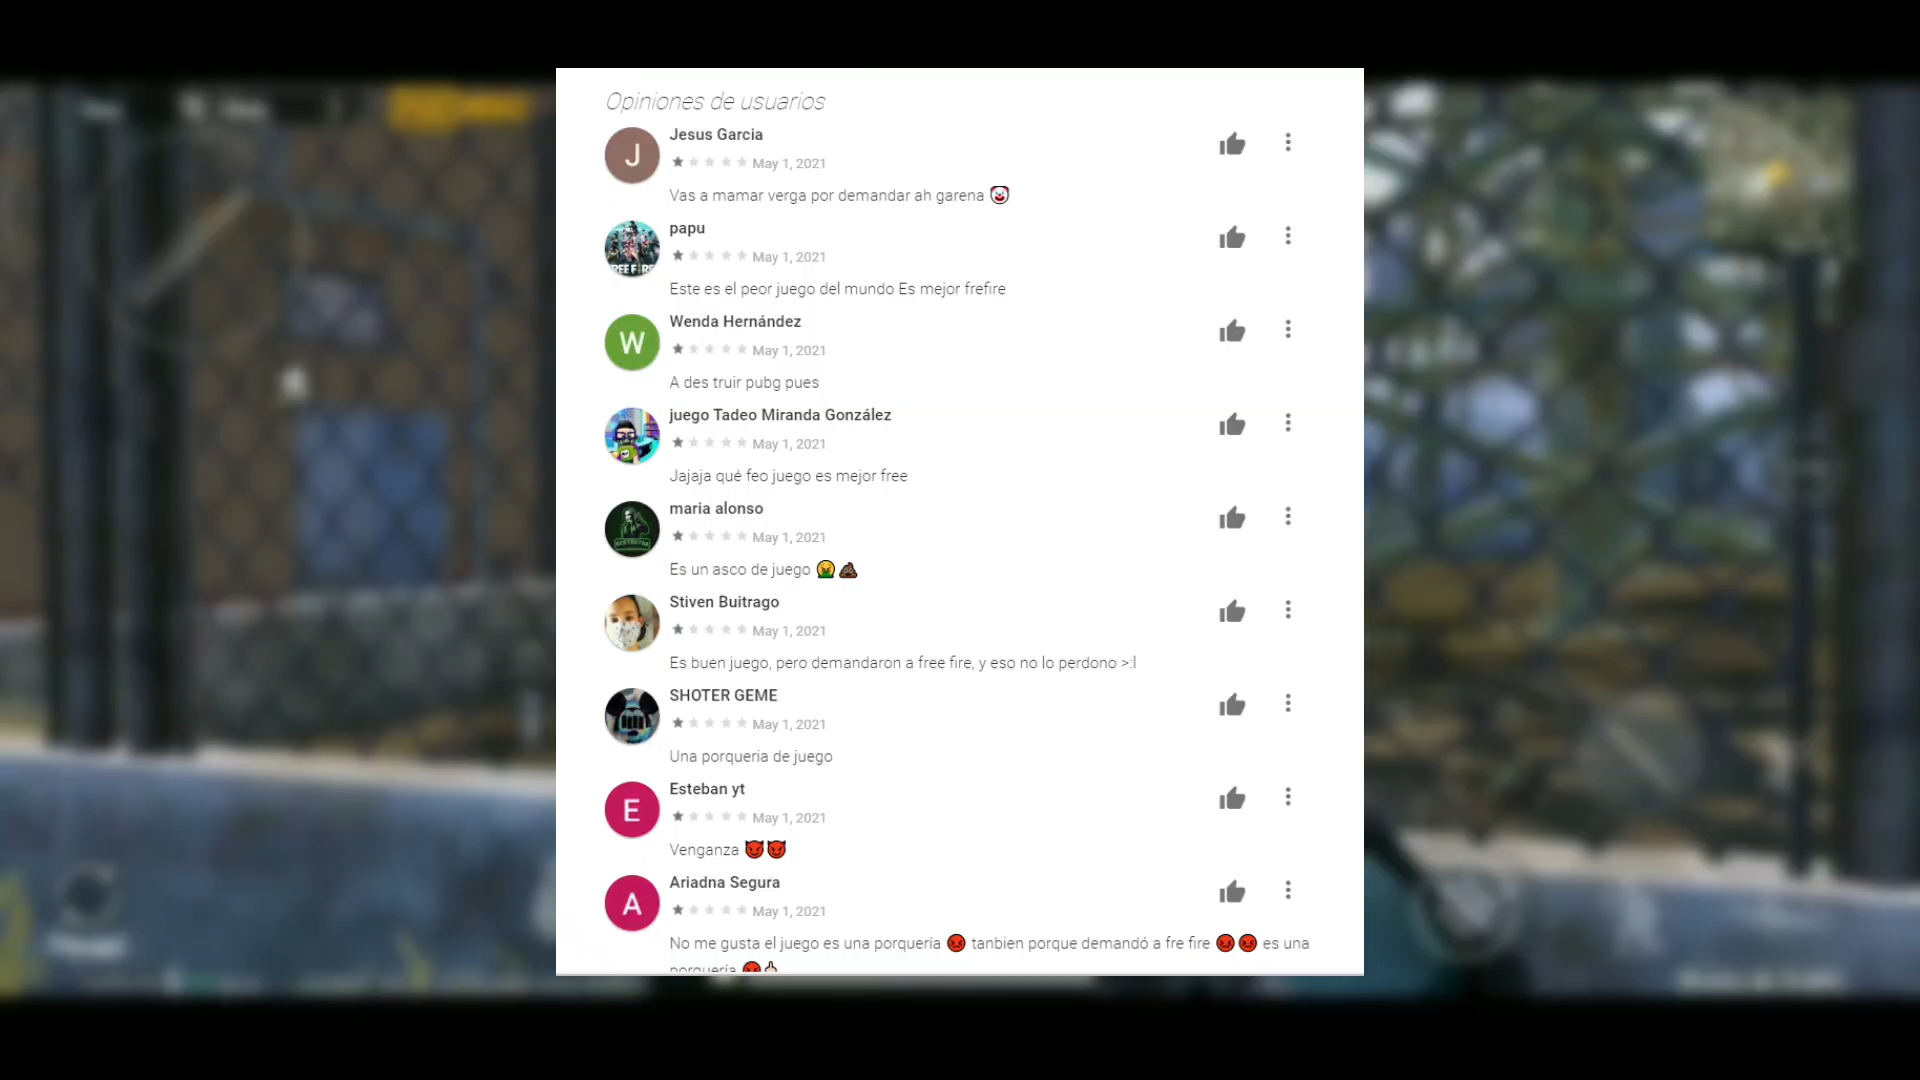 Opiniones de usuarios
J
Jesus Garcia
May 1, 2021
Vas a mamar verga por demandar ah garena 🤡
papu
FREE FIRE
May 1, 2021
Este es el peor juego del mundo Es mejor frefire
W
Wenda Hernández
May 1, 2021
A des truir pubg pues
juego Tadeo Miranda González
May 1, 2021
Jajaja qué feo juego es mejor free
maria alonso
May 1, 2021
Es un asco de juego 🤮💩
Stiven Buitrago
May 1, 2021
Es buen juego, pero demandaron a free fire, y eso no lo perdono >:l
SHOTER GEME
May 1, 2021
Una porqueria de juego
E
Esteban yt
May 1, 2021
Venganza 😈😈
A
Ariadna Segura
May 1, 2021
No me gusta el juego es una porquería 😡 tanbien porque demandó a fre fire 😡😡 es una
porquería 😡🖕